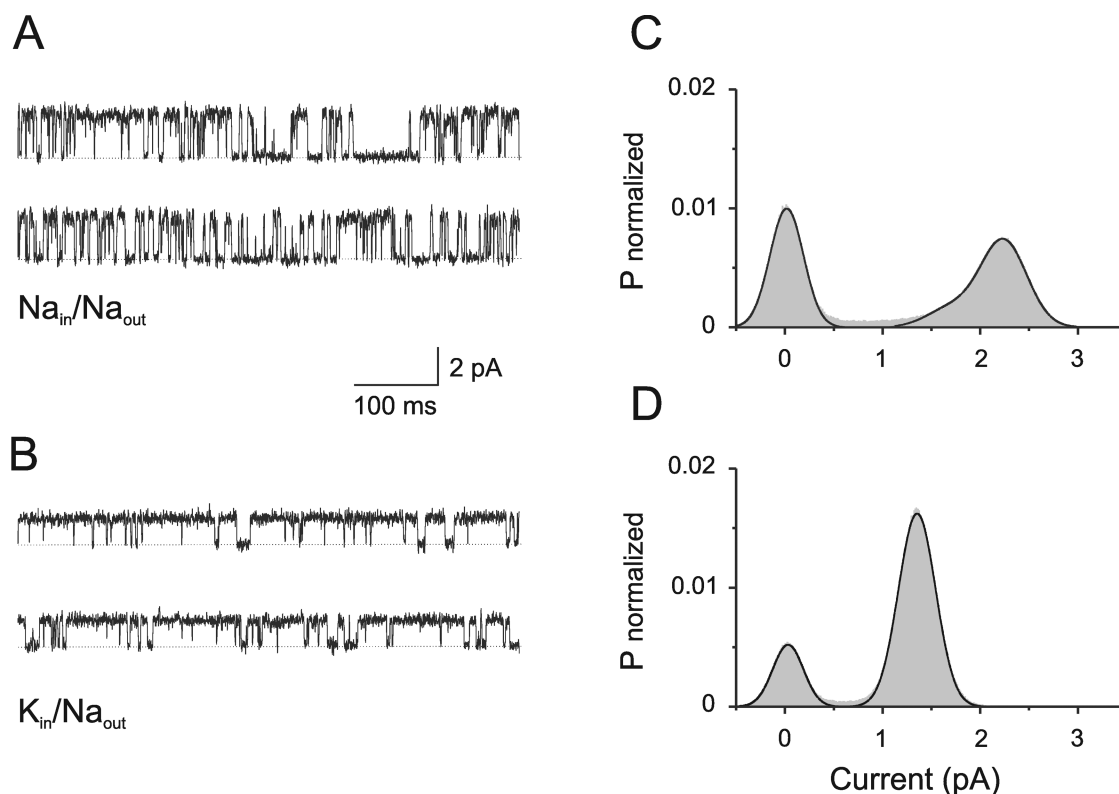 A
Na_in/Na_out
2 pA
100 ms
B
K_in/Na_out
C
0.02
0.01
0
P normalized
0
1
2
3
D
0.02
0.01
0
P normalized
0
1
2
3
Current (pA)